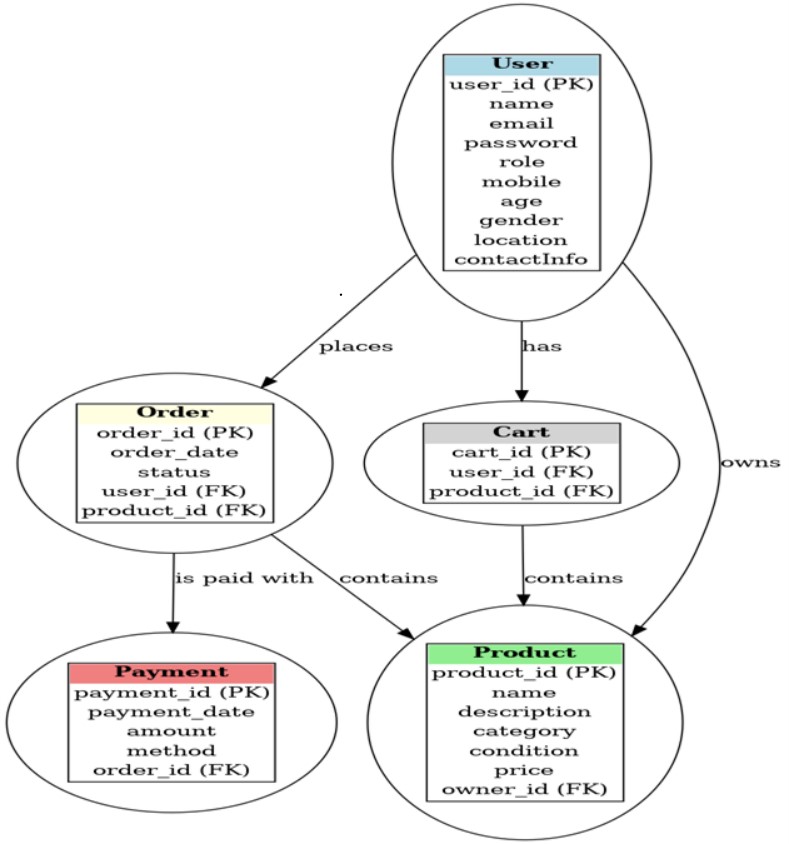 User
user_id (PK)
name
email
password
role
mobile
age
gender
location
contactInfo
places
has
owns
Order
order_id (PK)
order_date
status
user_id (FK)
product_id (FK)
Cart
cart_id (PK)
user_id (FK)
product_id (FK)
is paid with
contains
contains
Payment
payment_id (PK)
payment_date
amount
method
order_id (FK)
Product
product_id (PK)
name
description
category
condition
price
owner_id (FK)